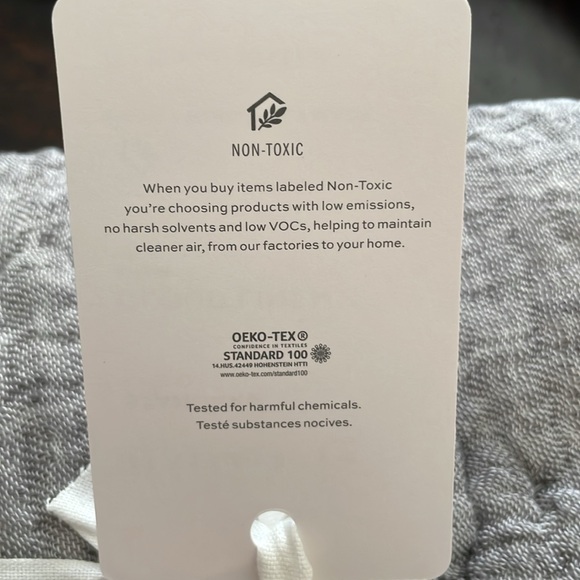 NON-TOXIC
When you buy items labeled Non-Toxic
you're choosing products with low emissions,
no harsh solvents and low VOCs, helping to maintain
cleaner air, from our factories to your home.
OEKO-TEX®
CONFIDENCE IN TEXTILES
STANDARD 100
14.HUS.42449 HOHENSTEIN HTTI
www.oeko-tex.com/standard100
Tested for harmful chemicals.
Testé substances nocives.